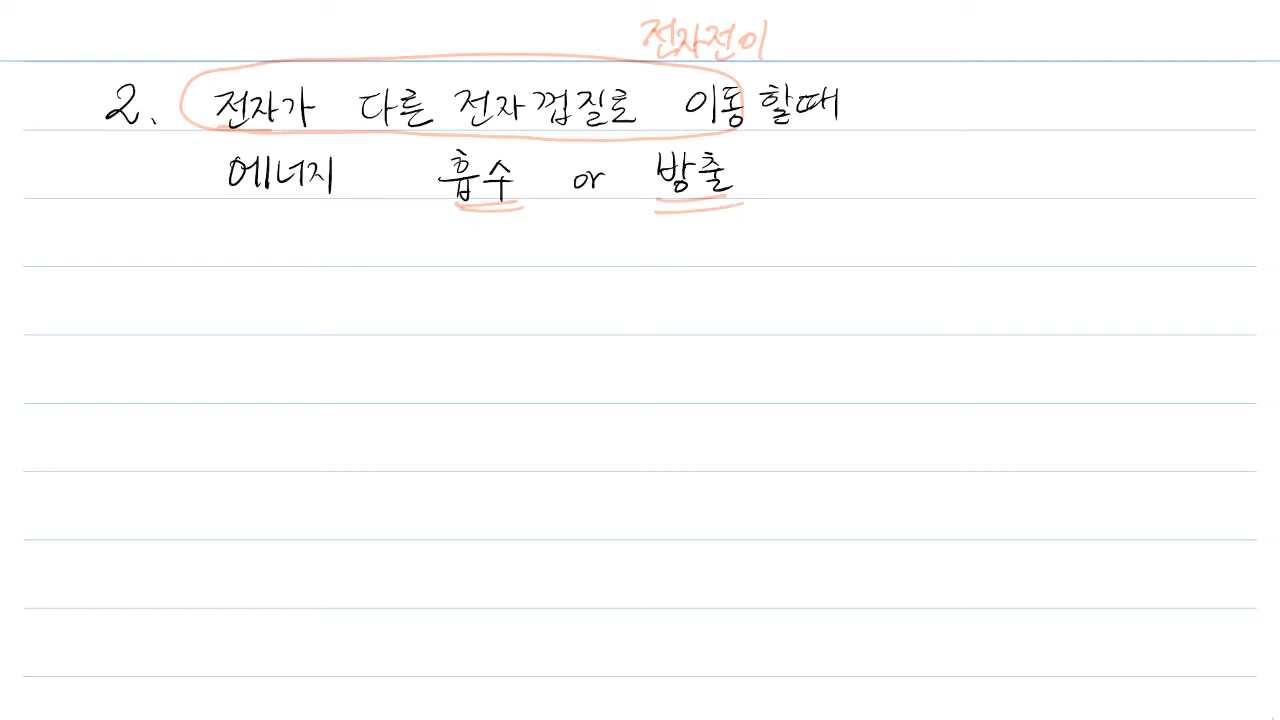 전자전이
2. 전자가 다른 전자껍질로 이동할때
에너지 흡수 or 방출